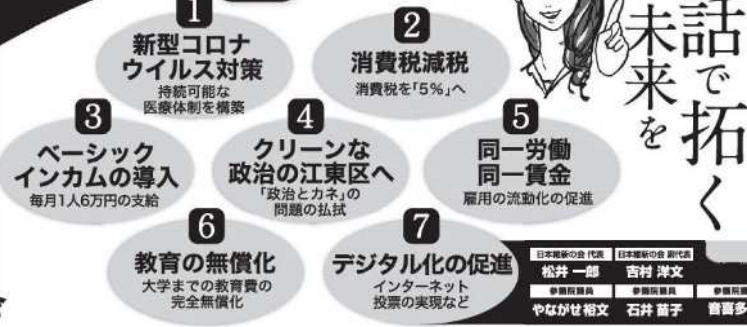 話で拓く
未来を
1
新型コロナ
ウイルス対策
持続可能な
医療体制を構築
2
消費税減税
消費税を「5%」へ
3
ベーシック
インカムの導入
毎月1人6万円の支給
4
クリーンな
政治の江東区へ
「政治とカネ」の
問題の払拭
5
同一労働
同一賃金
雇用の流動化の促進
6
教育の無償化
大学までの教育費の
完全無償化
7
デジタル化の促進
インターネット
投票の実現など
日本維新の会 代表
松井 一郎
日本維新の会 副代表
吉村 洋文
参議院議員
やながせ 裕文
参議院議員
石井 苗子
音喜多